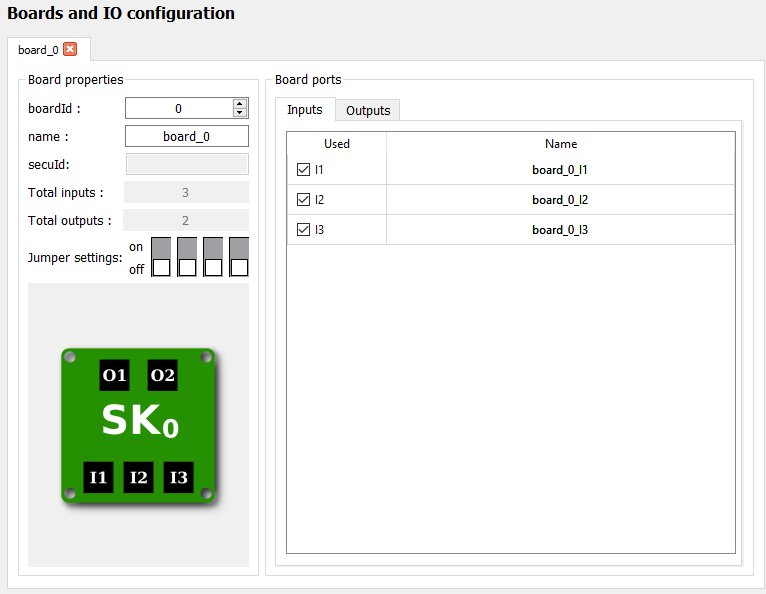 Boards and IO configuration
board_0
Board properties
boardId :
0
name :
board_0
secuId:
Total inputs :
3
Total outputs :
2
Jumper settings:
on
off
O1 O2
SK0
I1 I2 I3
Board ports
Inputs Outputs
Used Name
I1 board_0_I1
I2 board_0_I2
I3 board_0_I3